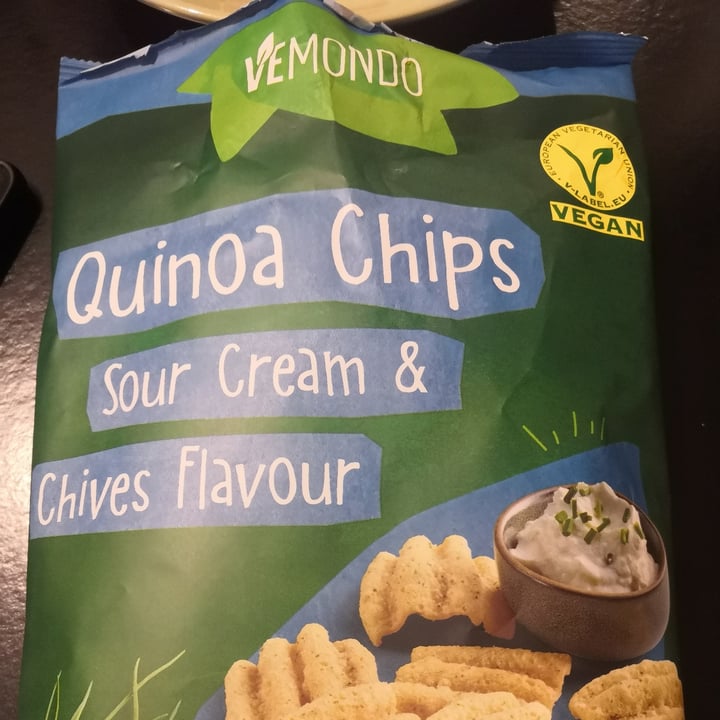 VEMONDO
EUROPEAN VEGETARIAN UNION
V-LABEL.EU
VEGAN
Quinoa Chips
Sour Cream &
Chives Flavour